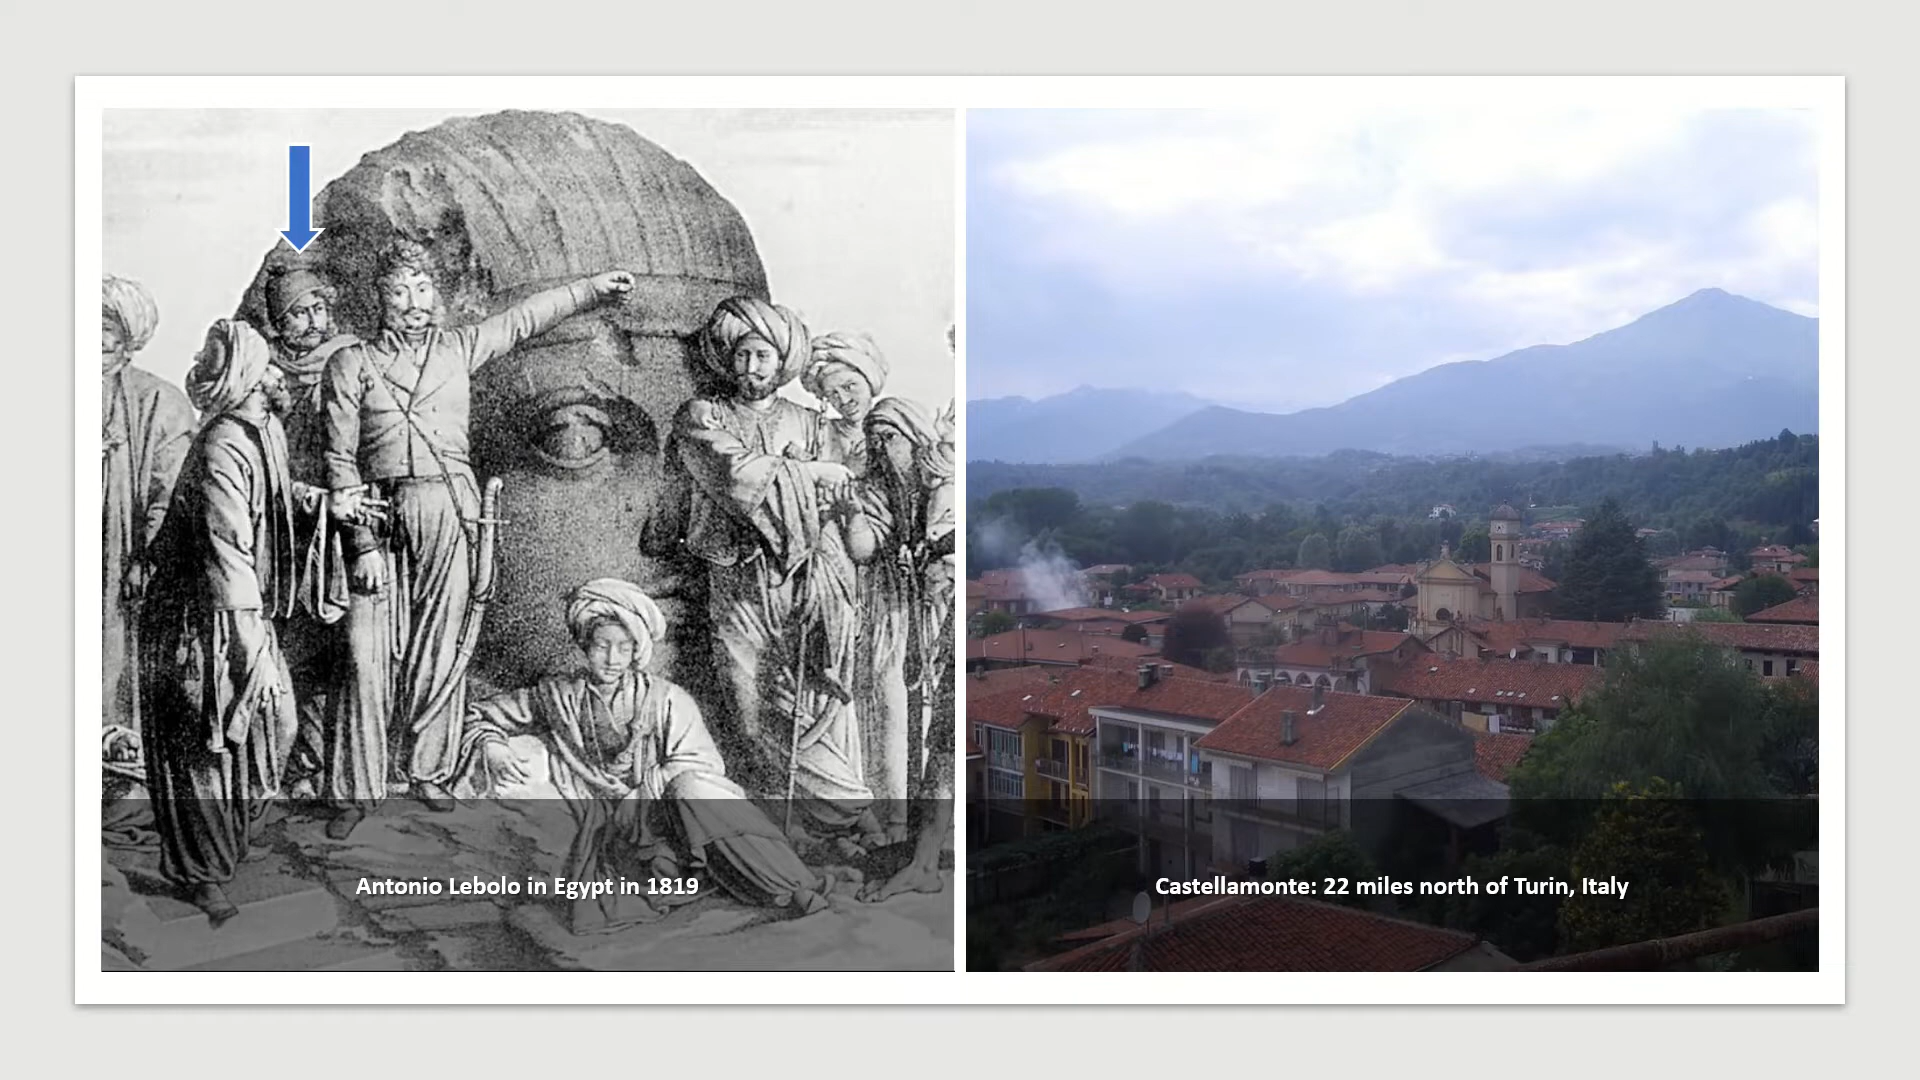 Antonio Lebolo in Egypt in 1819
Castellamonte: 22 miles north of Turin, Italy